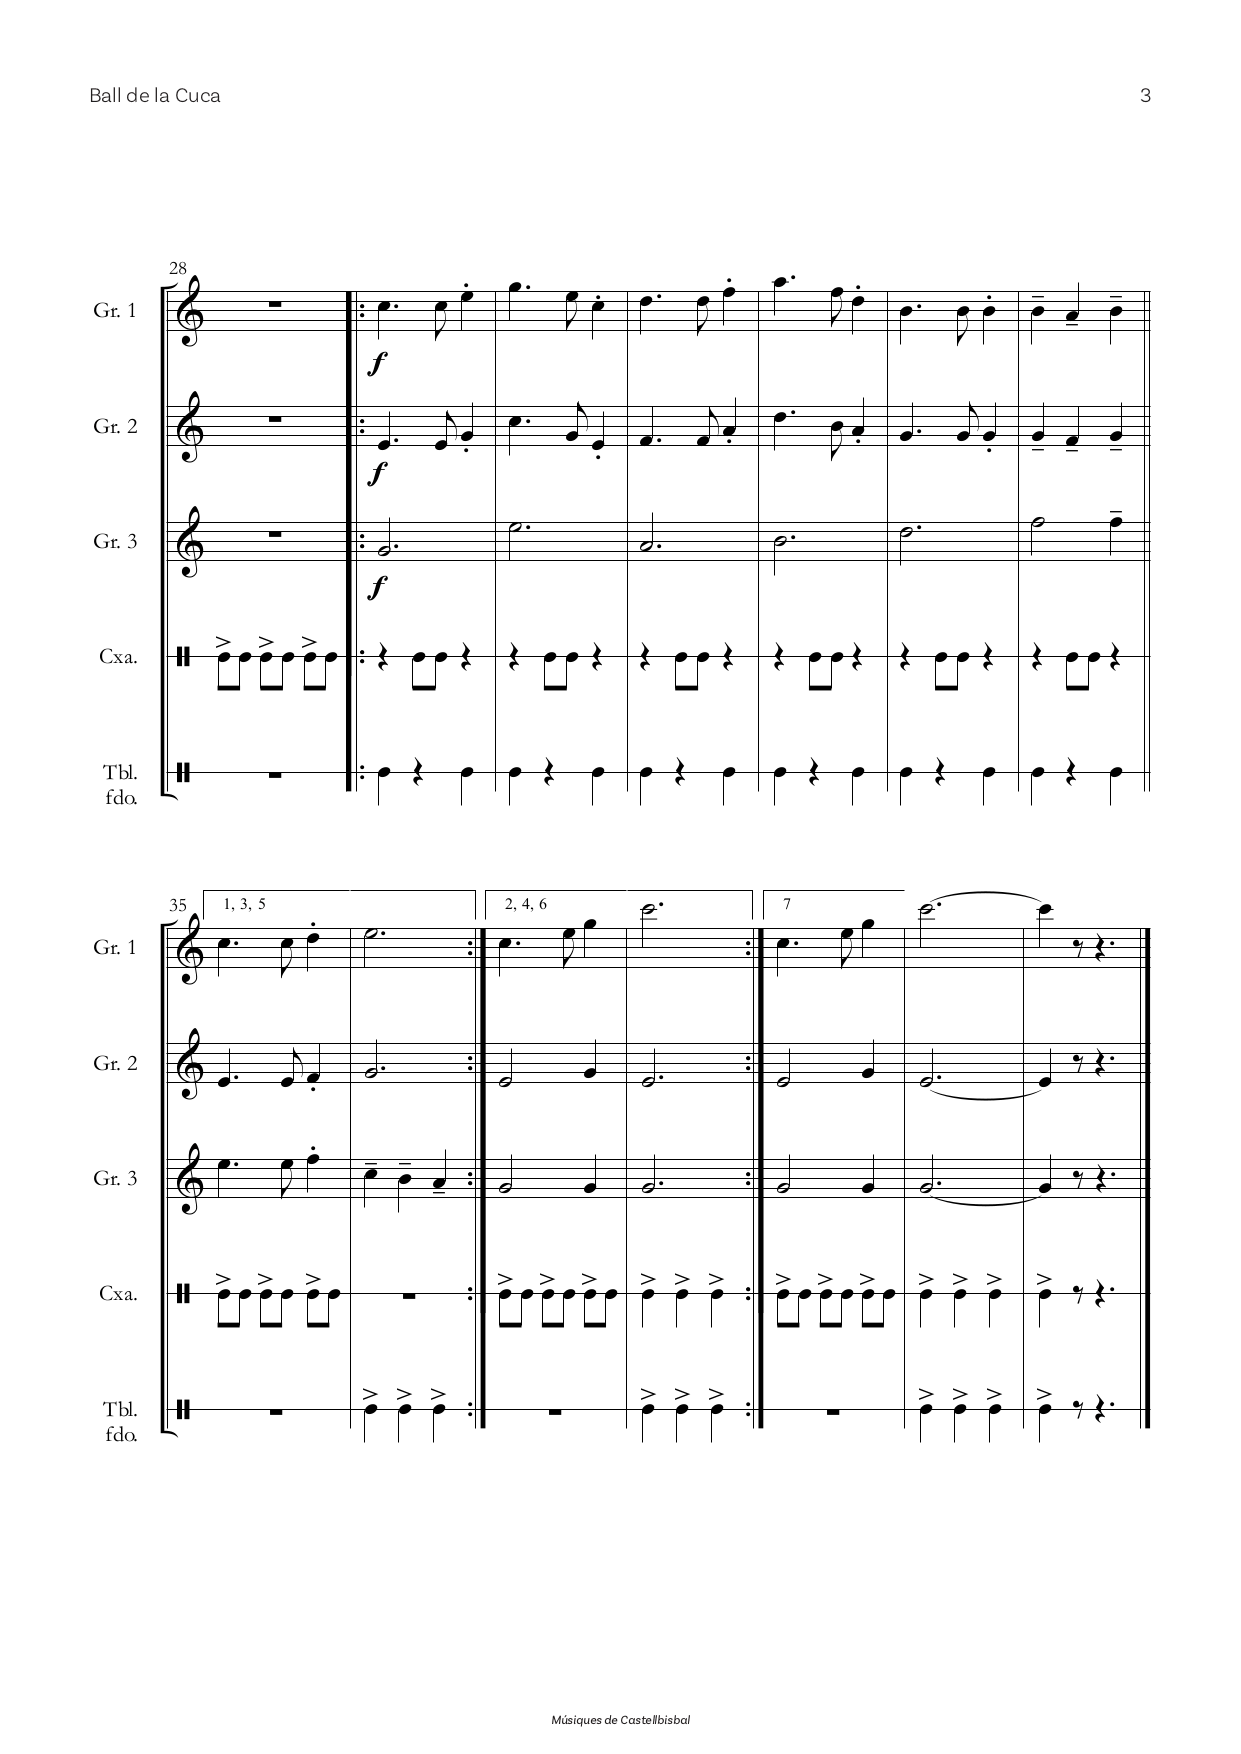 Ball de la Cuca 3
28
Gr. 1
f
Gr. 2
f
Gr. 3
f
Cxa.
Tbl.
fdo.
35 1, 3, 5 2, 4, 6 7
Gr. 1
Gr. 2
Gr. 3
Cxa.
Tbl.
fdo.
Músiques de Castellbisbal